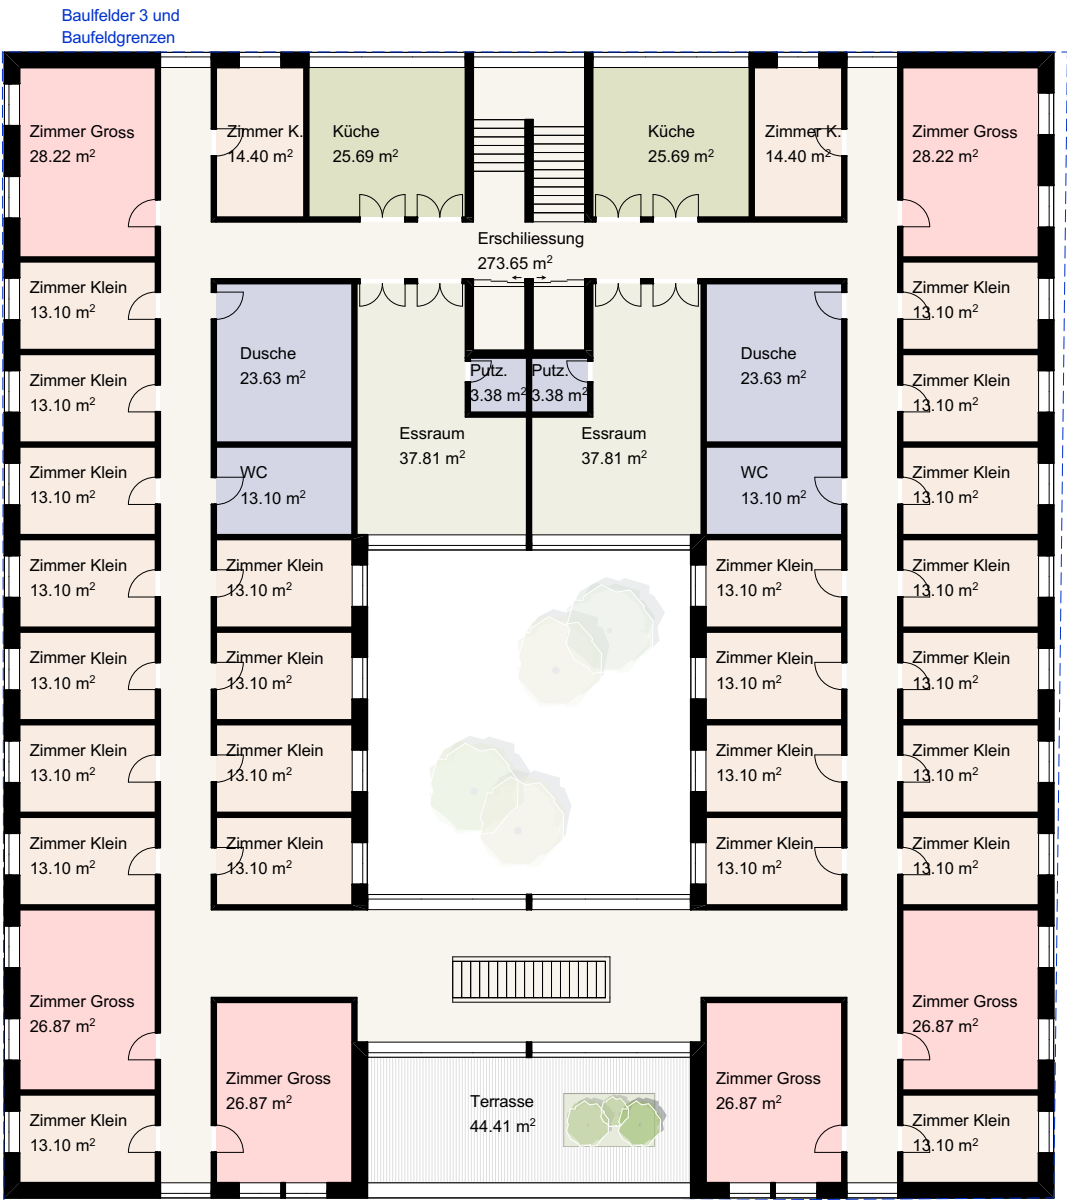 Baulfelder 3 und
Baufeldgrenzen
Zimmer Gross
28.22 m²
Zimmer K.
14.40 m²
Küche
25.69 m²
Küche
25.69 m²
Zimmer K.
14.40 m²
Zimmer Gross
28.22 m²
Erschiliessung
273.65 m²
Zimmer Klein
13.10 m²
Zimmer Klein
13.10 m²
Dusche
23.63 m²
Dusche
23.63 m²
Zimmer Klein
13.10 m²
Putz.
3.38 m²
Putz.
3.38 m²
Zimmer Klein
13.10 m²
Essraum
37.81 m²
Essraum
37.81 m²
Zimmer Klein
13.10 m²
WC
13.10 m²
WC
13.10 m²
Zimmer Klein
13.10 m²
Zimmer Klein
13.10 m²
Zimmer Klein
13.10 m²
Zimmer Klein
13.10 m²
Zimmer Klein
13.10 m²
Zimmer Klein
13.10 m²
Zimmer Klein
13.10 m²
Zimmer Klein
13.10 m²
Zimmer Klein
13.10 m²
Zimmer Klein
13.10 m²
Zimmer Klein
13.10 m²
Zimmer Klein
13.10 m²
Zimmer Klein
13.10 m²
Zimmer Klein
13.10 m²
Zimmer Klein
13.10 m²
Zimmer Klein
13.10 m²
Zimmer Klein
13.10 m²
Zimmer Gross
26.87 m²
Zimmer Gross
26.87 m²
Zimmer Gross
26.87 m²
Zimmer Gross
26.87 m²
Terrasse
44.41 m²
Zimmer Klein
13.10 m²
Zimmer Klein
13.10 m²